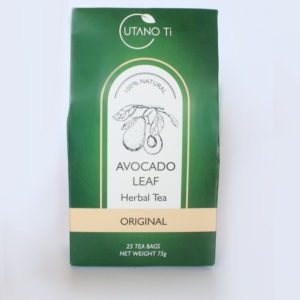 UTANO Ti
100% NATURAL
AVOCADO
LEAF
Herbal Tea
ORIGINAL
25 TEA BAGS
NET WEIGHT 75g